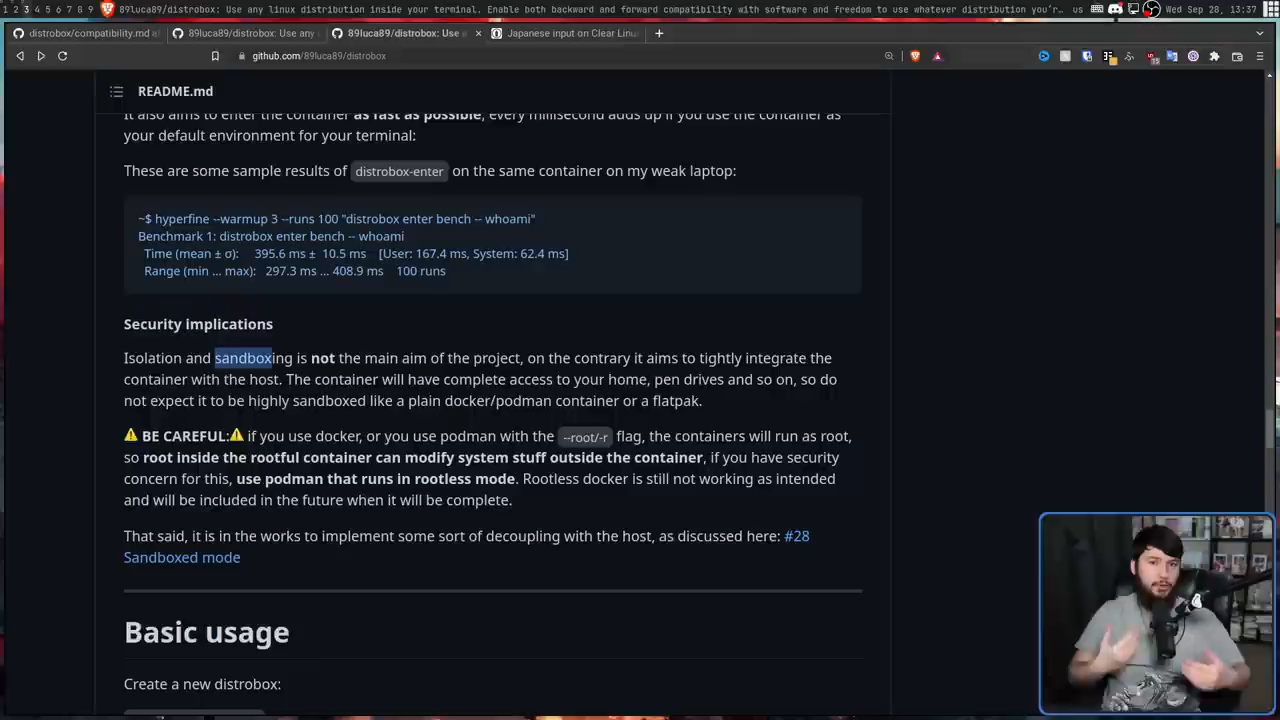 1 2 3 4 5 6 7 8 9
89luca89/distrobox: Use any linux distribution inside your terminal. Enable both backward and forward compatibility with software and freedom to use whatever distribution you'r… us
Wed Sep 28, 13:37
distrobox/compatibility.md a
89luca89/distrobox: Use any
89luca89/distrobox: Use a
Japanese input on Clear Linu
github.com/89luca89/distrobox
README.md
It also aims to enter the container as fast as possible, every millisecond adds up if you use the container as
your default environment for your terminal:
These are some sample results of distrobox-enter on the same container on my weak laptop:
~$ hyperfine --warmup 3 --runs 100 "distrobox enter bench -- whoami"
Benchmark 1: distrobox enter bench -- whoami
Time (mean ± σ): 395.6 ms ± 10.5 ms [User: 167.4 ms, System: 62.4 ms]
Range (min … max): 297.3 ms … 408.9 ms 100 runs
Security implications
Isolation and sandboxing is not the main aim of the project, on the contrary it aims to tightly integrate the
container with the host. The container will have complete access to your home, pen drives and so on, so do
not expect it to be highly sandboxed like a plain docker/podman container or a flatpak.
⚠️ BE CAREFUL:⚠️ if you use docker, or you use podman with the --root/-r flag, the containers will run as root,
so root inside the rootful container can modify system stuff outside the container, if you have security
concern for this, use podman that runs in rootless mode. Rootless docker is still not working as intended
and will be included in the future when it will be complete.
That said, it is in the works to implement some sort of decoupling with the host, as discussed here: #28
Sandboxed mode
Basic usage
Create a new distrobox: